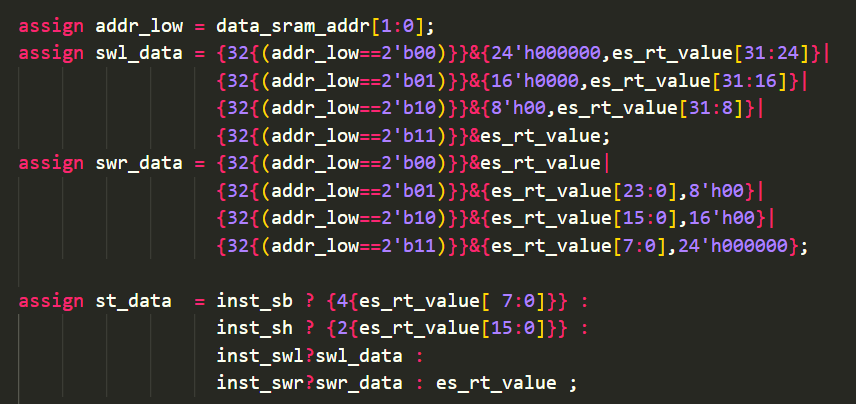 assign addr_low = data_sram_addr[1:0];
assign swl_data = {32{(addr_low==2'b00)}}&{24'h000000,es_rt_value[31:24]}|
{32{(addr_low==2'b01)}}&{16'h0000,es_rt_value[31:16]}|
{32{(addr_low==2'b10)}}&{8'h00,es_rt_value[31:8]}|
{32{(addr_low==2'b11)}}&es_rt_value;
assign swr_data = {32{(addr_low==2'b00)}}&es_rt_value|
{32{(addr_low==2'b01)}}&{es_rt_value[23:0],8'h00}|
{32{(addr_low==2'b10)}}&{es_rt_value[15:0],16'h00}|
{32{(addr_low==2'b11)}}&{es_rt_value[7:0],24'h000000};
assign st_data  = inst_sb ? {4{es_rt_value[ 7:0]}} :
inst_sh ? {2{es_rt_value[15:0]}} :
inst_swl?swl_data :
inst_swr?swr_data : es_rt_value ;